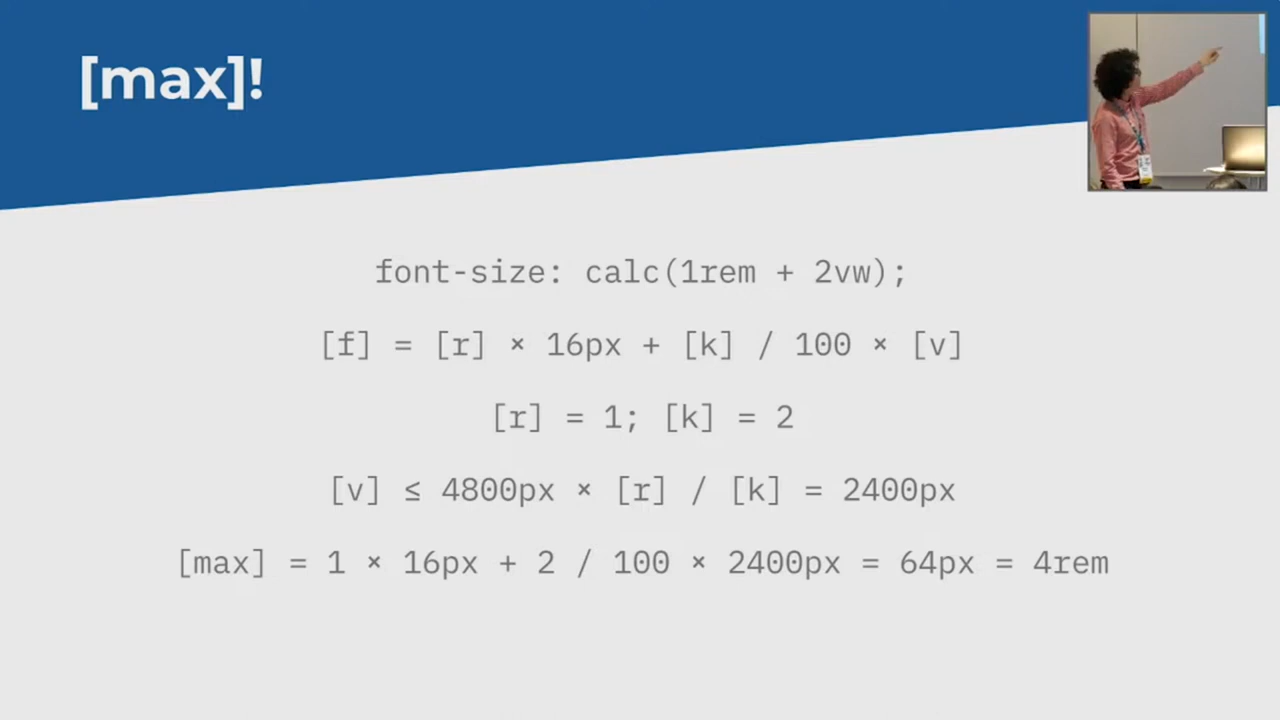 [max]!
font-size: calc(1rem + 2vw);
[f] = [r] × 16px + [k] / 100 × [v]
[r] = 1; [k] = 2
[v] ≤ 4800px × [r] / [k] = 2400px
[max] = 1 × 16px + 2 / 100 × 2400px = 64px = 4rem